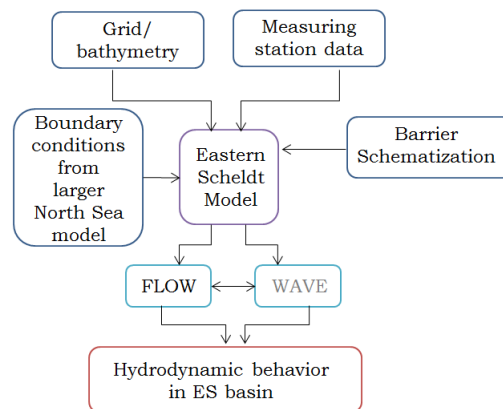 Grid/
bathymetry
Measuring
station data
Boundary
conditions
from
larger
North Sea
model
Eastern
Scheldt
Model
Barrier
Schematization
FLOW
WAVE
Hydrodynamic behavior
in ES basin